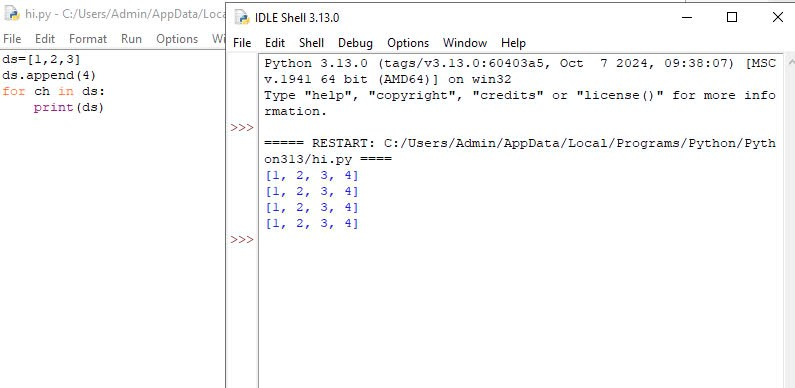 hi.py - C:/Users/Admin/AppData/Loca
File Edit Format Run Options Wi
ds=[1,2,3]
ds.append(4)
for ch in ds:
    print(ds)
IDLE Shell 3.13.0
File Edit Shell Debug Options Window Help
Python 3.13.0 (tags/v3.13.0:60403a5, Oct  7 2024, 09:38:07) [MSC
v.1941 64 bit (AMD64)] on win32
Type "help", "copyright", "credits" or "license()" for more info
rmation.
>>>
===== RESTART: C:/Users/Admin/AppData/Local/Programs/Python/Pyth
on313/hi.py ====
[1, 2, 3, 4]
[1, 2, 3, 4]
[1, 2, 3, 4]
[1, 2, 3, 4]
>>>